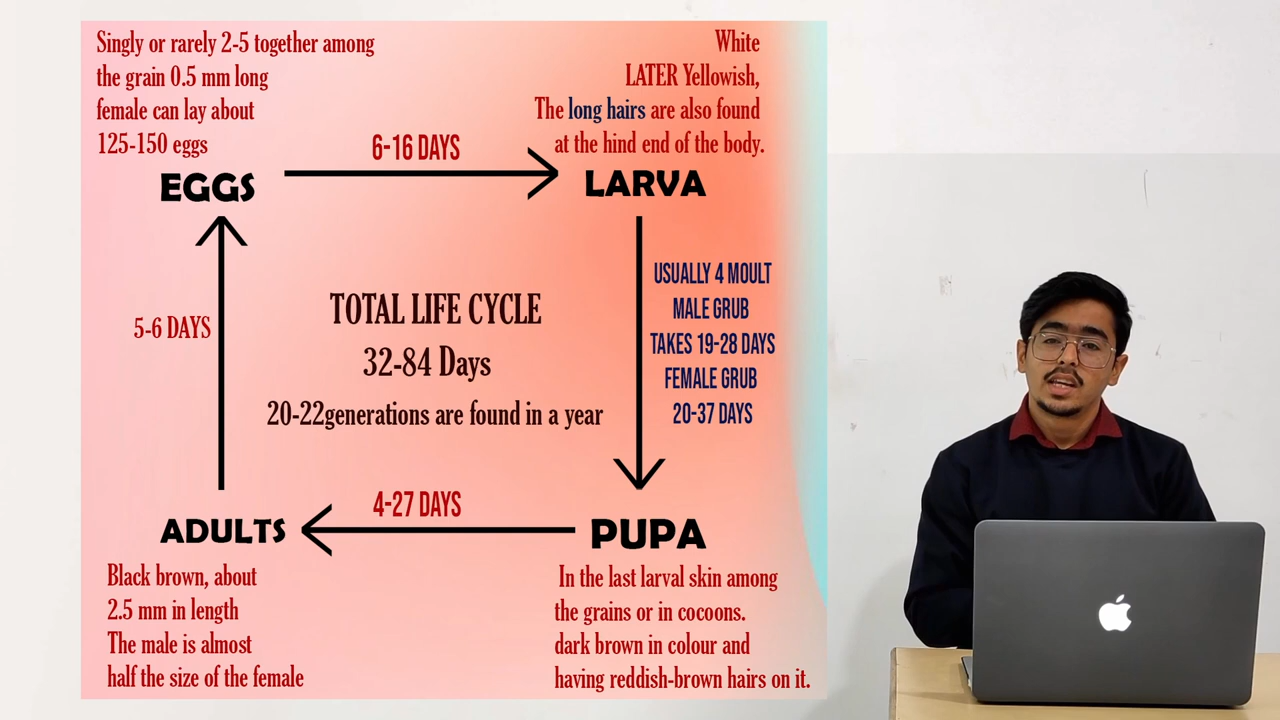 Singly or rarely 2-5 together among
the grain 0.5 mm long
female can lay about
125-150 eggs
EGGS
6-16 DAYS
White
LATER Yellowish,
The long hairs are also found
at the hind end of the body.
LARVA
USUALLY 4 MOULT
MALE GRUB
TAKES 19-28 DAYS
FEMALE GRUB
20-37 DAYS
5-6 DAYS
TOTAL LIFE CYCLE
32-84 Days
20-22generations are found in a year
4-27 DAYS
ADULTS
Black brown, about
2.5 mm in length
The male is almost
half the size of the female
PUPA
In the last larval skin among
the grains or in cocoons.
dark brown in colour and
having reddish-brown hairs on it.